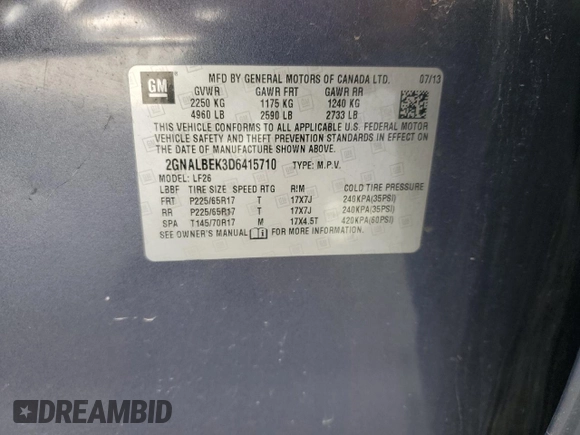 GM
MFD BY GENERAL MOTORS OF CANADA LTD. 07/13
GVWR GAWR FRT GAWR RR
2250 KG 1175 KG 1240 KG
4960 LB 2590 LB 2733 LB
THIS VEHICLE CONFORMS TO ALL APPLICABLE U.S. FEDERAL MOTOR
VEHICLE SAFETY AND THEFT PREVENTION STANDARDS IN EFFECT ON
THE DATE OF MANUFACTURE SHOWN ABOVE.
2GNALBEK3D6415710 TYPE: M.P.V.
MODEL: LF26
LBBF TIRE SIZE SPEED RTG RIM COLD TIRE PRESSURE
FRT P225/65R17 T 17X7J 240KPA(35PSI)
RR P225/65R17 T 17X7J 240KPA(35PSI)
SPA T145/70R17 M 17X4.5T 420KPA(60PSI)
SEE OWNER'S MANUAL FOR MORE INFORMATION.
DREAMBID